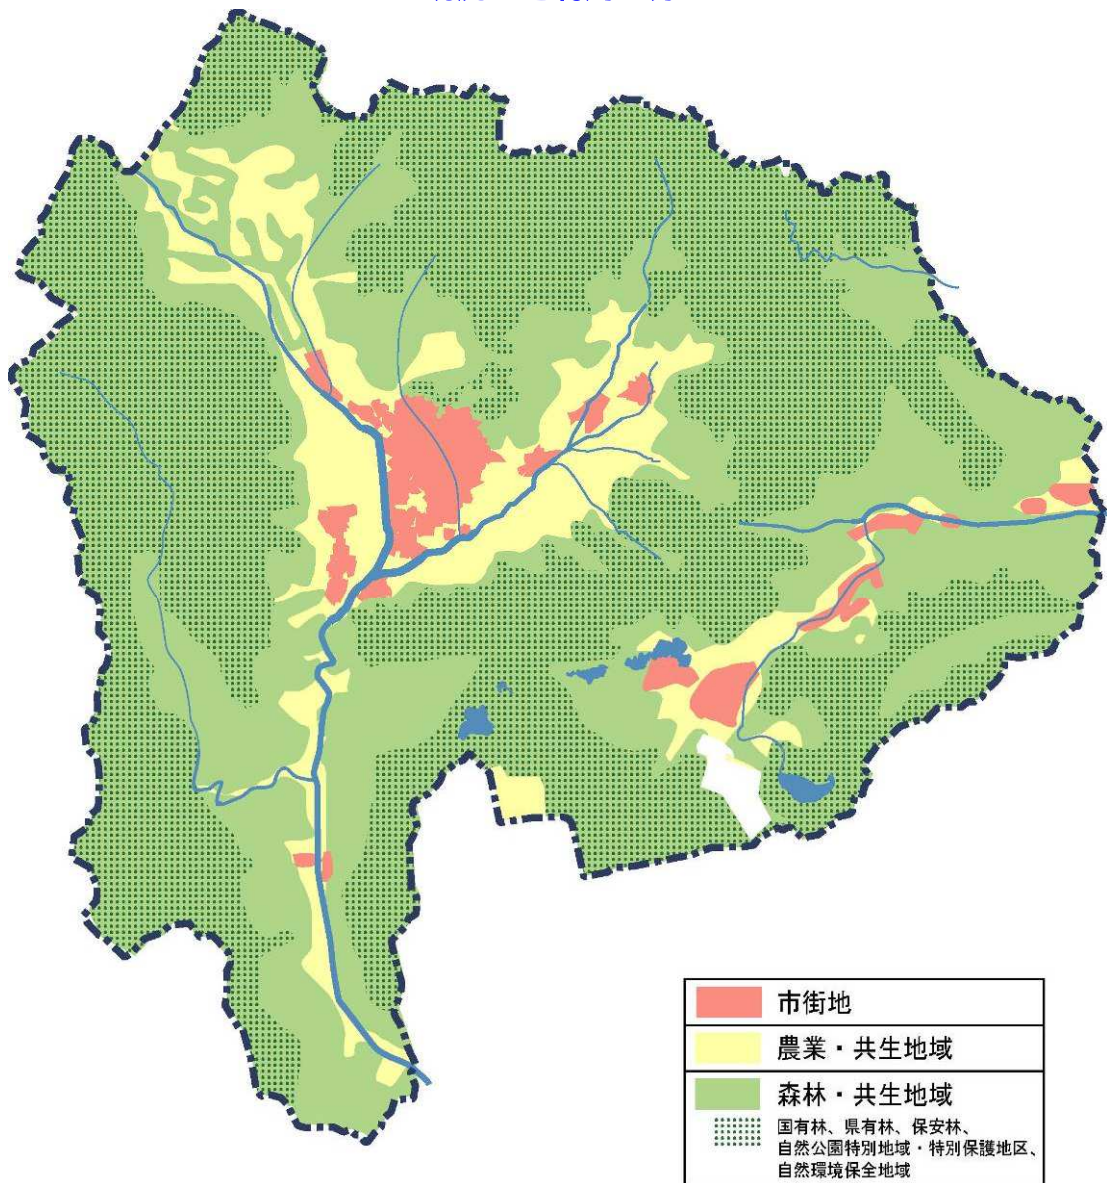 市街地
農業・共生地域
森林・共生地域
国有林、県有林、保安林、
自然公園特別地域・特別保護地区、
自然環境保全地域